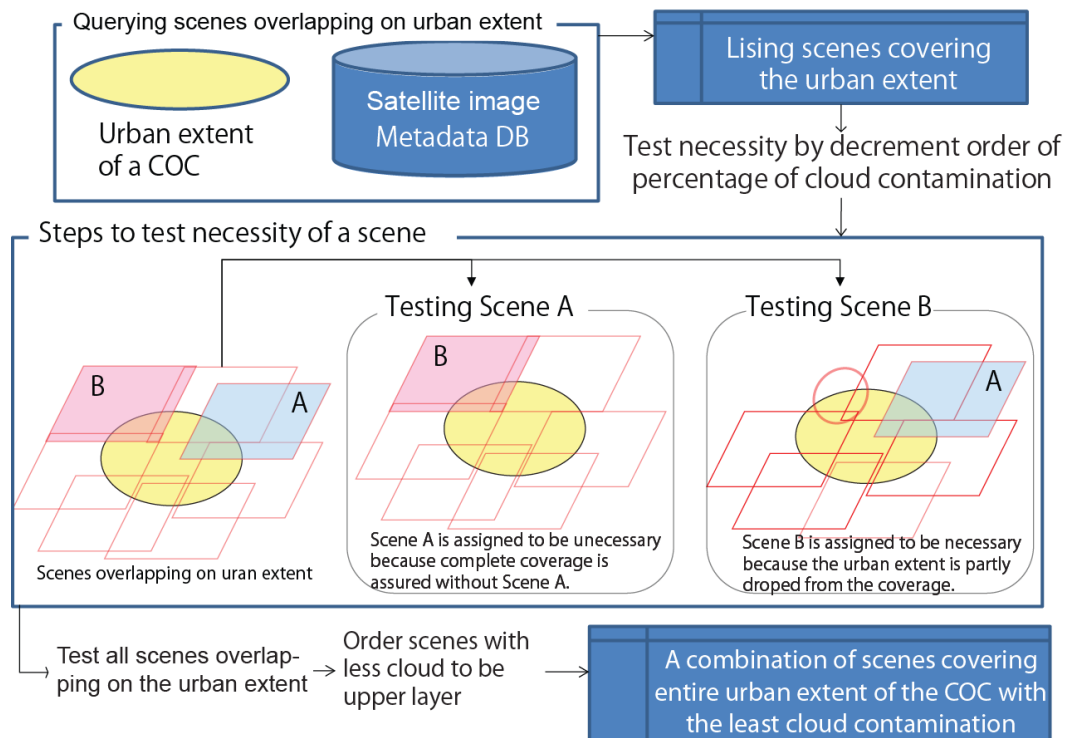 Querying scenes overlapping on urban extent
Urban extent
of a COC
Satellite image
Metadata DB
Lising scenes covering
the urban extent
Test necessity by decrement order of
percentage of cloud contamination
Steps to test necessity of a scene
B
A
Scenes overlapping on uran extent
Testing Scene A
B
Scene A is assigned to be unecessary
because complete coverage is
assured without Scene A.
Testing Scene B
A
Scene B is assigned to be necessary
because the urban extent is partly
droped from the coverage.
Test all scenes overlap-
ping on the urban extent
Order scenes with
less cloud to be
upper layer
A combination of scenes covering
entire urban extent of the COC with
the least cloud contamination